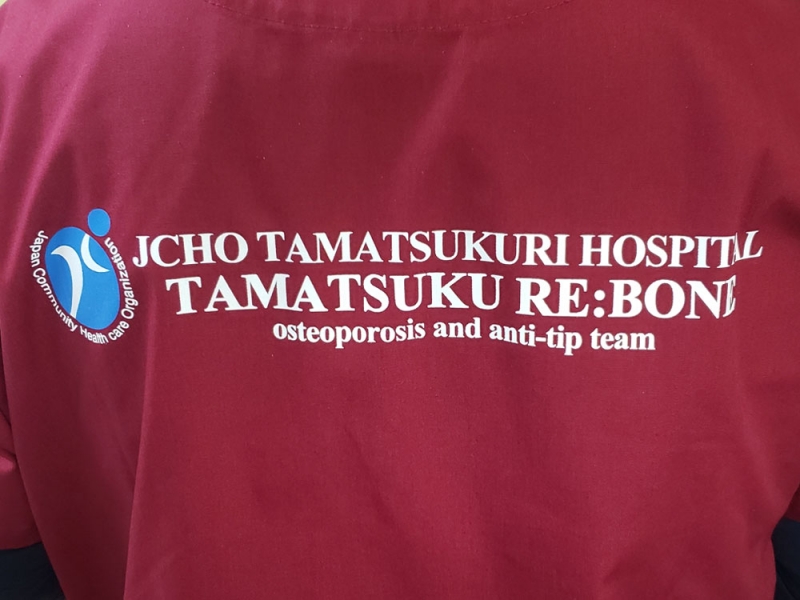 Japan Community Health care Organization
JCHO TAMATSUKURI HOSPITAL
TAMATSUKU RE:BONE
osteoporosis and anti-tip team